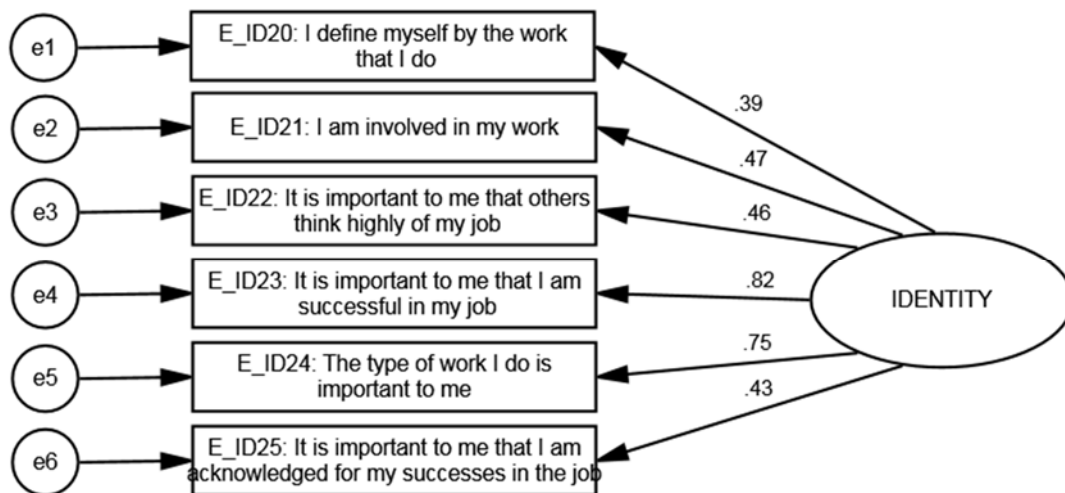 e1
E_ID20: I define myself by the work
that I do
.39
e2
E_ID21: I am involved in my work
.47
e3
E_ID22: It is important to me that others
think highly of my job
.46
e4
E_ID23: It is important to me that I am
successful in my job
.82
IDENTITY
e5
E_ID24: The type of work I do is
important to me
.75
e6
E_ID25: It is important to me that I am
acknowledged for my successes in the job
.43